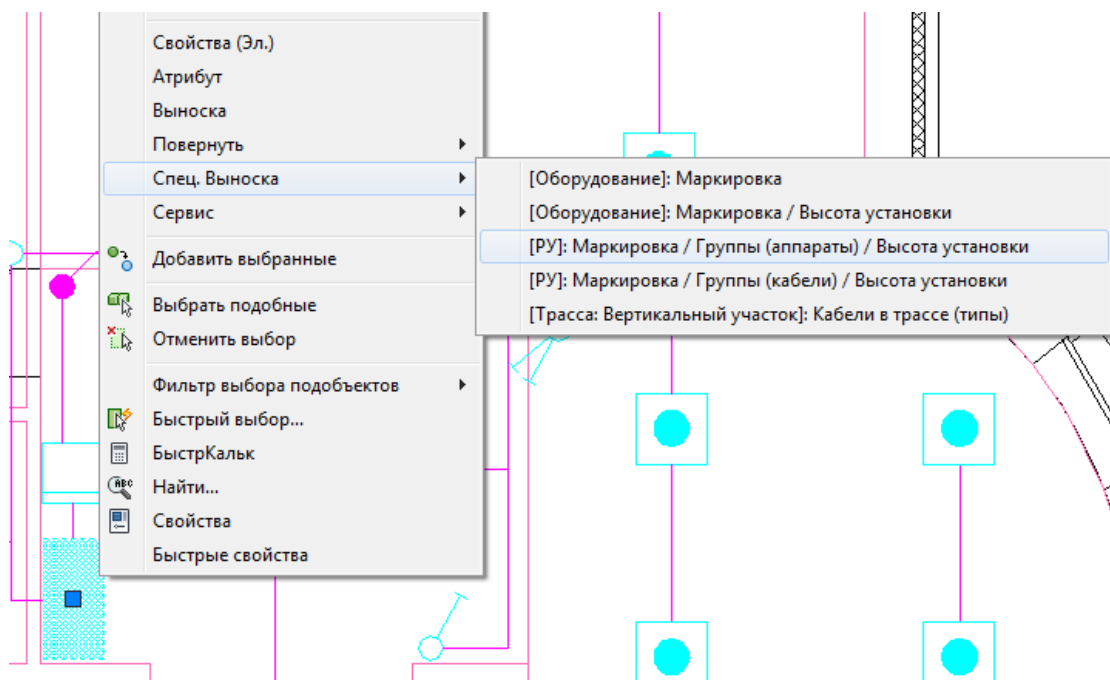 Свойства (Эл.)
Атрибут
Выноска
Повернуть
Спец. Выноска
Сервис
Добавить выбранные
Выбрать подобные
Отменить выбор
Фильтр выбора подобъектов
Быстрый выбор...
БыстрКальк
Найти...
Свойства
Быстрые свойства
[Оборудование]: Маркировка
[Оборудование]: Маркировка / Высота установки
[РУ]: Маркировка / Группы (аппараты) / Высота установки
[РУ]: Маркировка / Группы (кабели) / Высота установки
[Трасса: Вертикальный участок]: Кабели в трассе (типы)